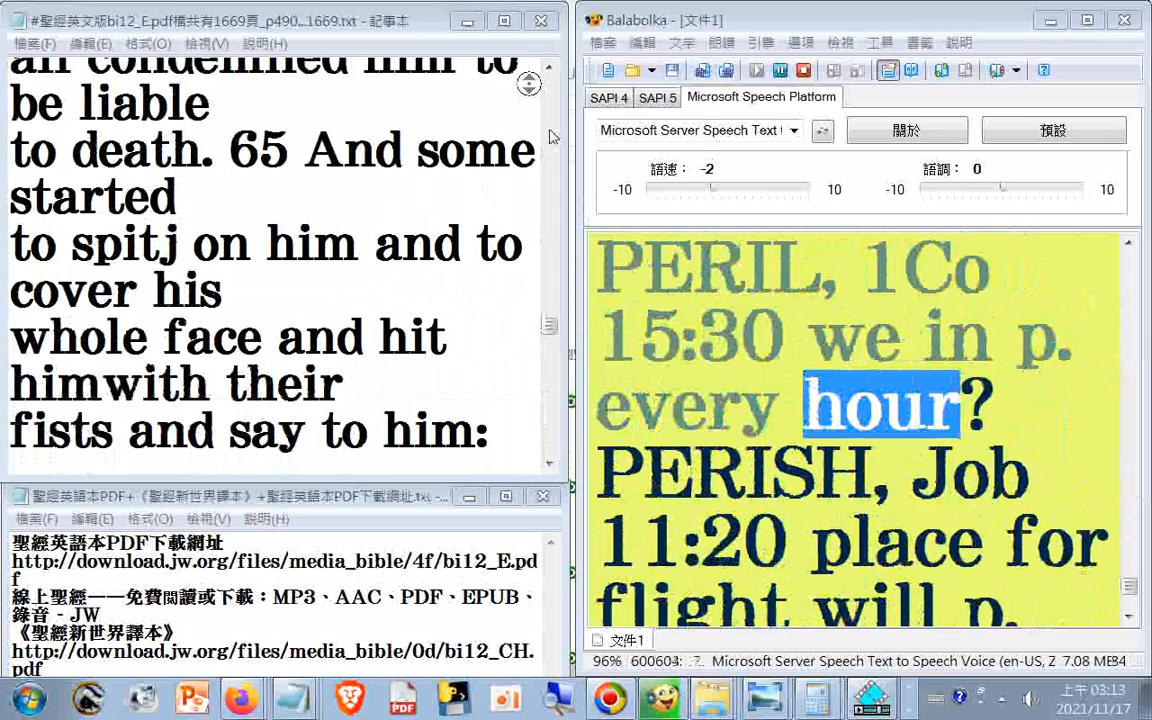 #聖經英文版bi12_E.pdf檔共有1669頁_p490...1669.txt - 記事本
檔案(F) 編輯(E) 格式(O) 檢視(V) 說明(H)
all condemned him to
be liable
to death. 65 And some
started
to spitj on him and to
cover his
whole face and hit
himwith their
fists and say to him:
聖經英語本PDF+《聖經新世界譯本》+聖經英語本PDF下載網址.txt -...
檔案(F) 編輯(E) 格式(O) 檢視(V) 說明(H)
聖經英語本PDF下載網址
http://download.jw.org/files/media_bible/4f/bi12_E.pd
f
線上聖經——免費閱讀或下載：MP3、AAC、PDF、EPUB、
錄音 - JW
《聖經新世界譯本》
http://download.jw.org/files/media_bible/0d/bi12_CH.
pdf
Balabolka - [文件1]
檔案 編輯 文字 朗讀 引擎 選項 檢視 工具 書籤 說明
SAPI 4 SAPI 5 Microsoft Speech Platform
Microsoft Server Speech Text 關於 預設
語速： -2 語調： 0
-10 10 -10 10
PERIL, 1Co
15:30 we in p.
every hour?
PERISH, Job
11:20 place for
flight will p.
文件1
96% Microsoft Server Speech Text to Speech Voice (en-US, Z 7.08 MB
上午 03:13
2021/11/17